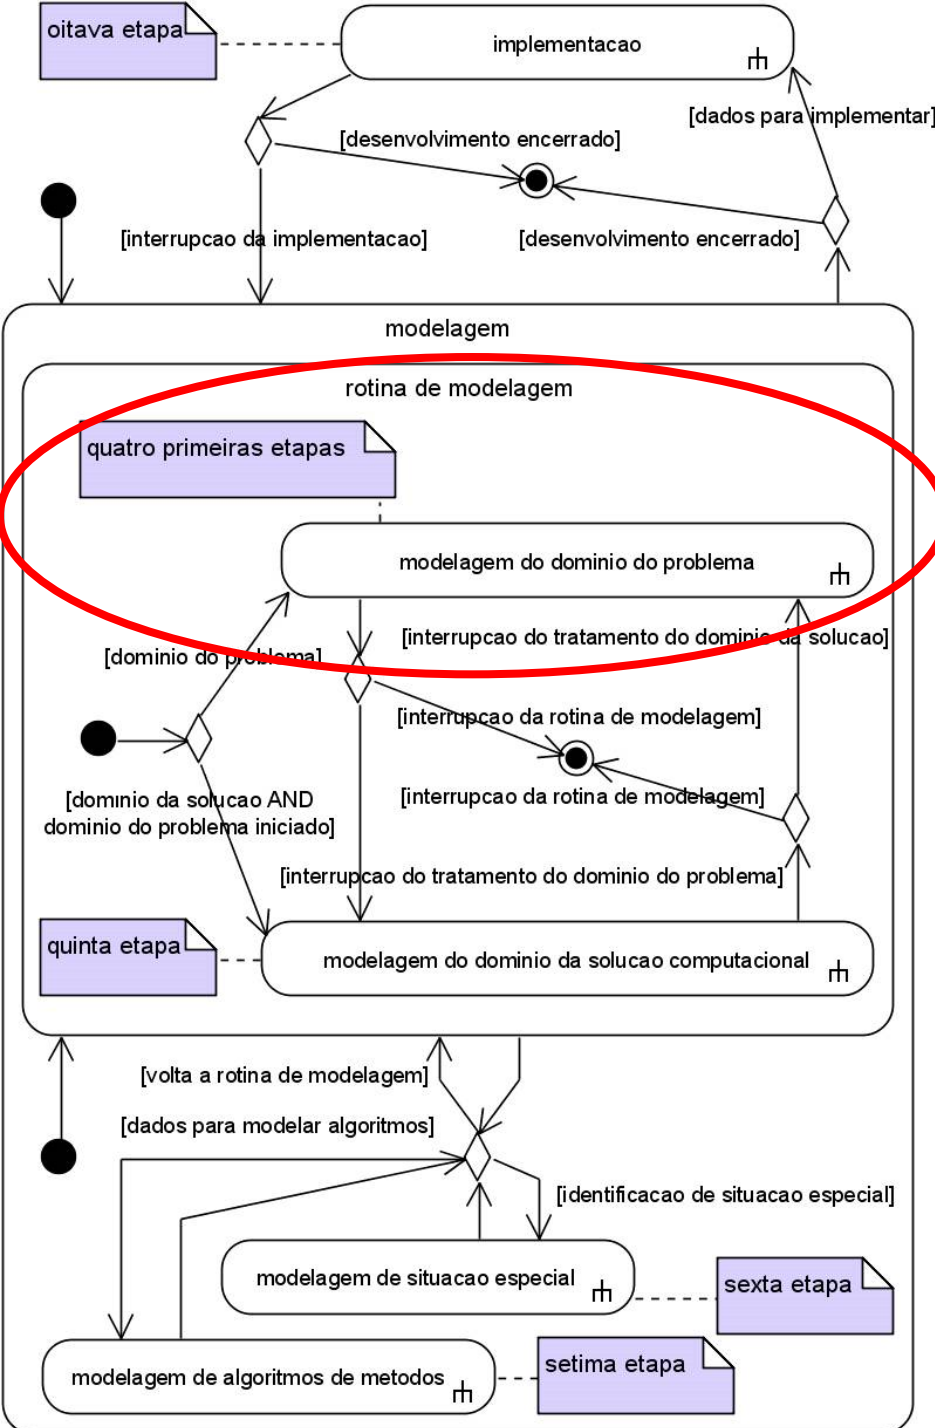 oitava etapa
implementacao
[dados para implementar]
[desenvolvimento encerrado]
[interrupcao da implementacao]
[desenvolvimento encerrado]
modelagem
rotina de modelagem
quatro primeiras etapas
modelagem do dominio do problema
[interrupcao do tratamento do dominio da solucao]
[dominio do problema]
[interrupcao da rotina de modelagem]
[interrupcao da rotina de modelagem]
[dominio da solucao AND
dominio do problema iniciado]
[interrupcao do tratamento do dominio do problema]
quinta etapa
modelagem do dominio da solucao computacional
[volta a rotina de modelagem]
[dados para modelar algoritmos]
[identificacao de situacao especial]
modelagem de situacao especial
sexta etapa
setima etapa
modelagem de algoritmos de metodos